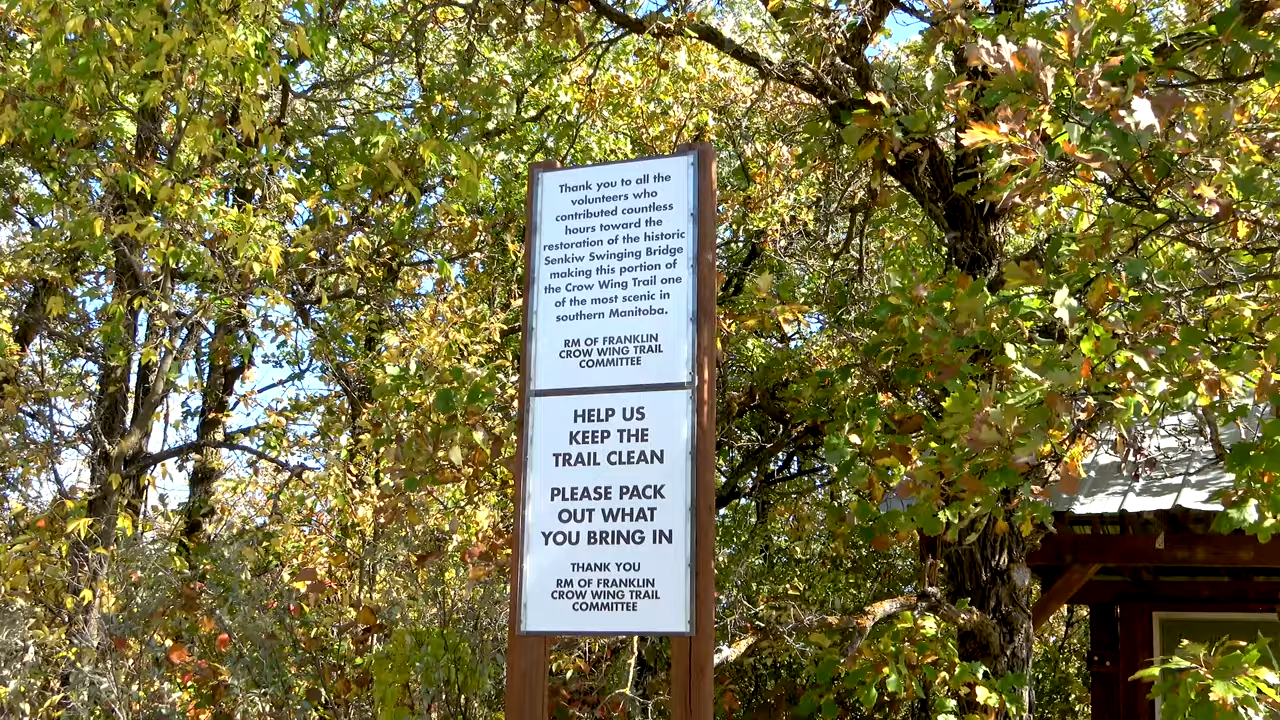 Thank you to all the
volunteers who
contributed countless
hours toward the
restoration of the historic
Senkiw Swinging Bridge
making this portion of
the Crow Wing Trail one
of the most scenic in
southern Manitoba.
RM OF FRANKLIN
CROW WING TRAIL
COMMITTEE
HELP US
KEEP THE
TRAIL CLEAN
PLEASE PACK
OUT WHAT
YOU BRING IN
THANK YOU
RM OF FRANKLIN
CROW WING TRAIL
COMMITTEE